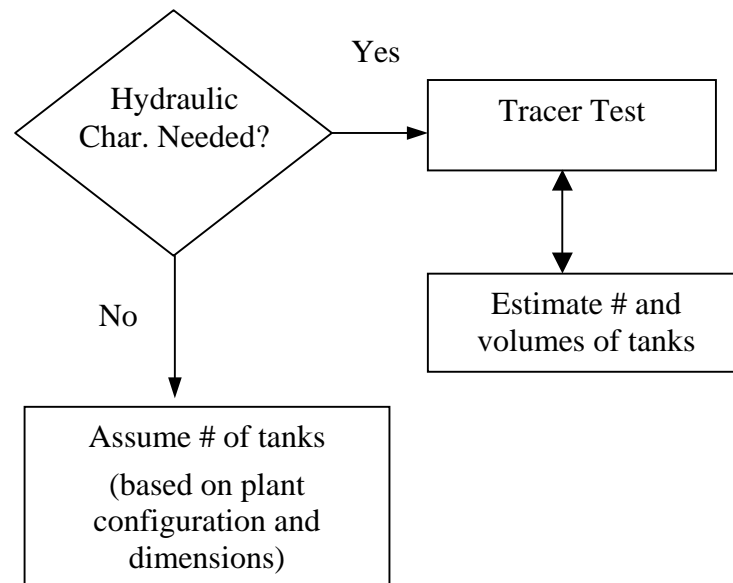 Yes
Hydraulic
Char. Needed?
Tracer Test
No
Estimate # and
volumes of tanks
Assume # of tanks
(based on plant
configuration and
dimensions)